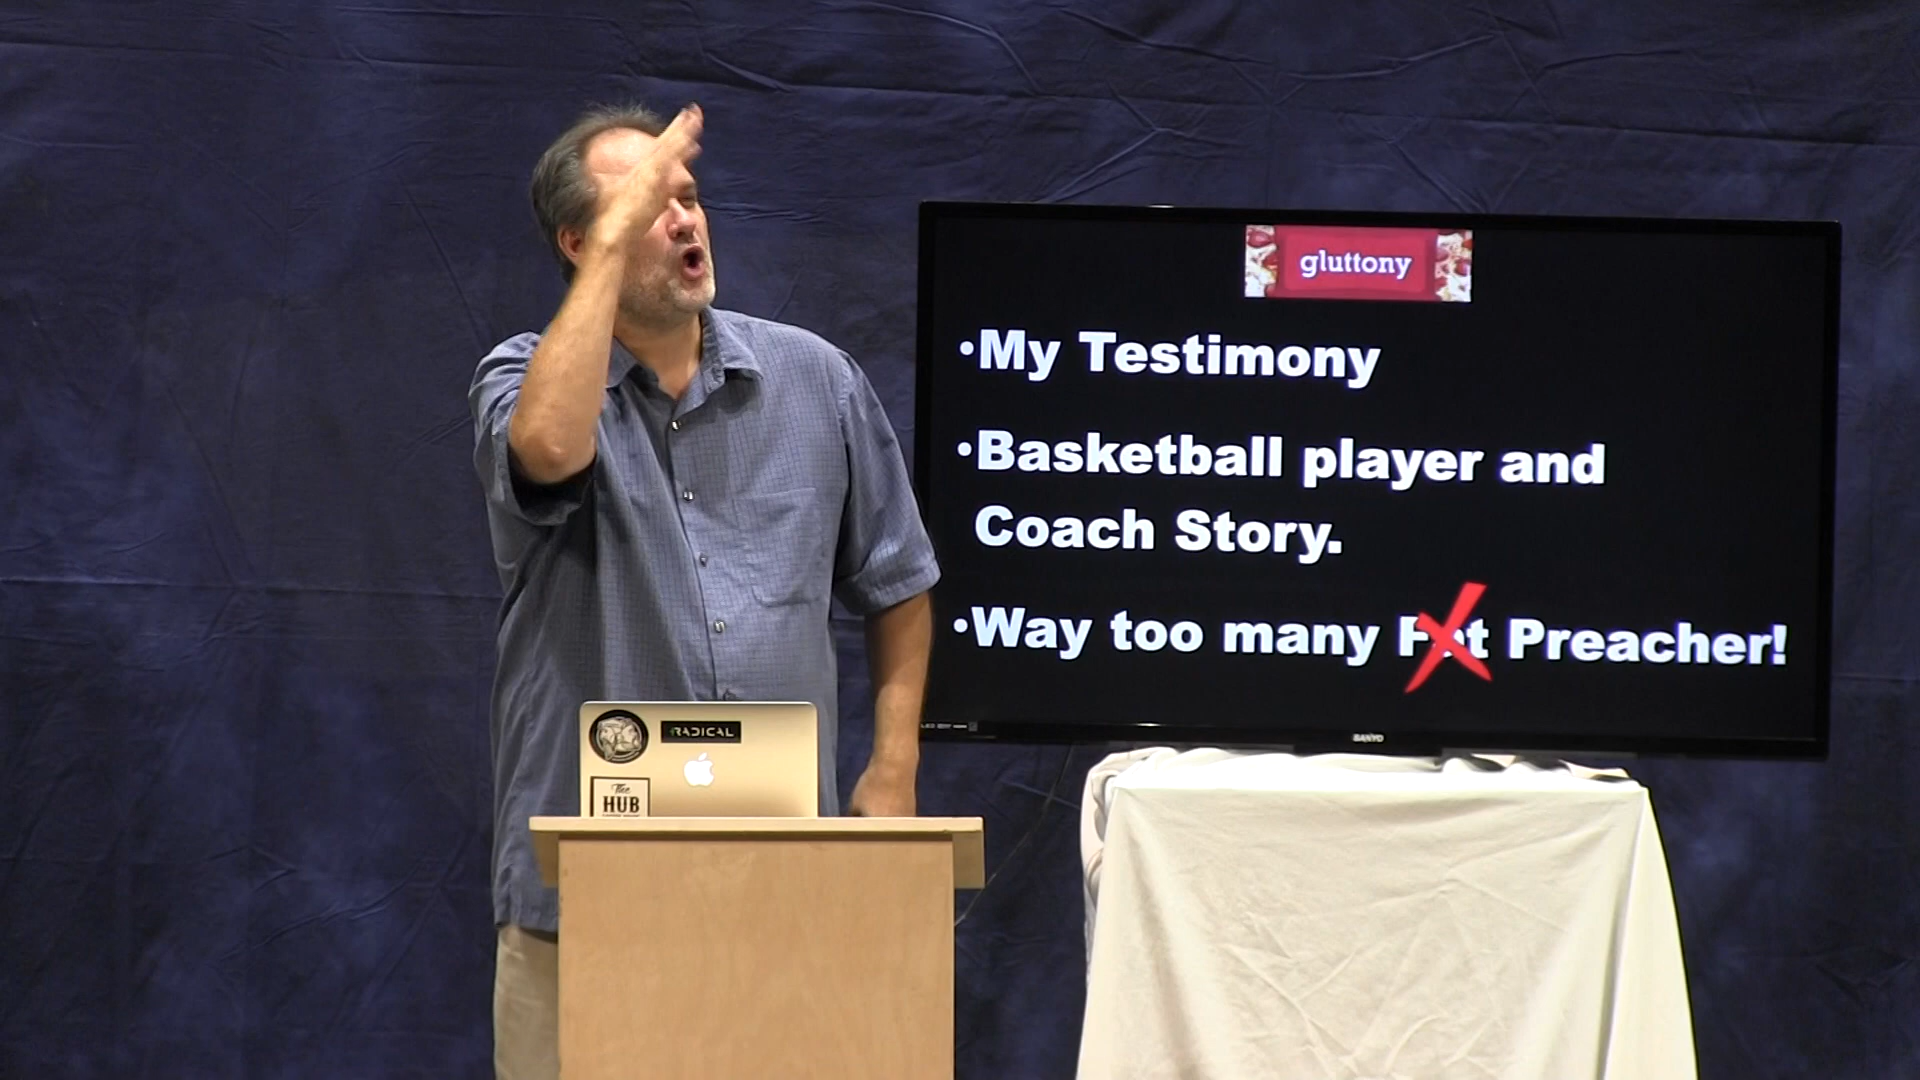 gluttony
•My Testimony
•Basketball player and
Coach Story.
•Way too many Fat Preacher!
RADICAL
The
HUB
SANYO